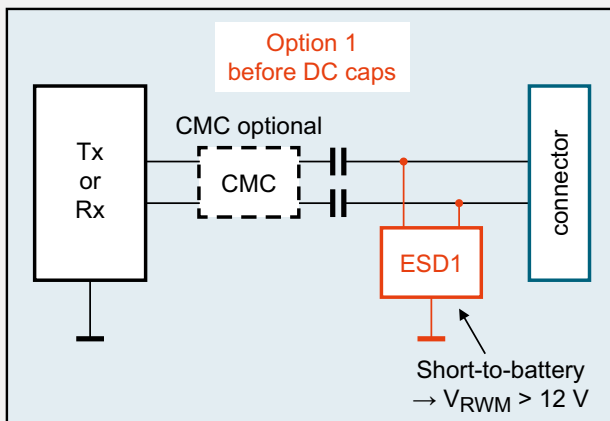 Option 1
before DC caps
CMC optional
Tx
or
Rx
CMC
connector
ESD1
Short-to-battery
→ VRWM > 12 V